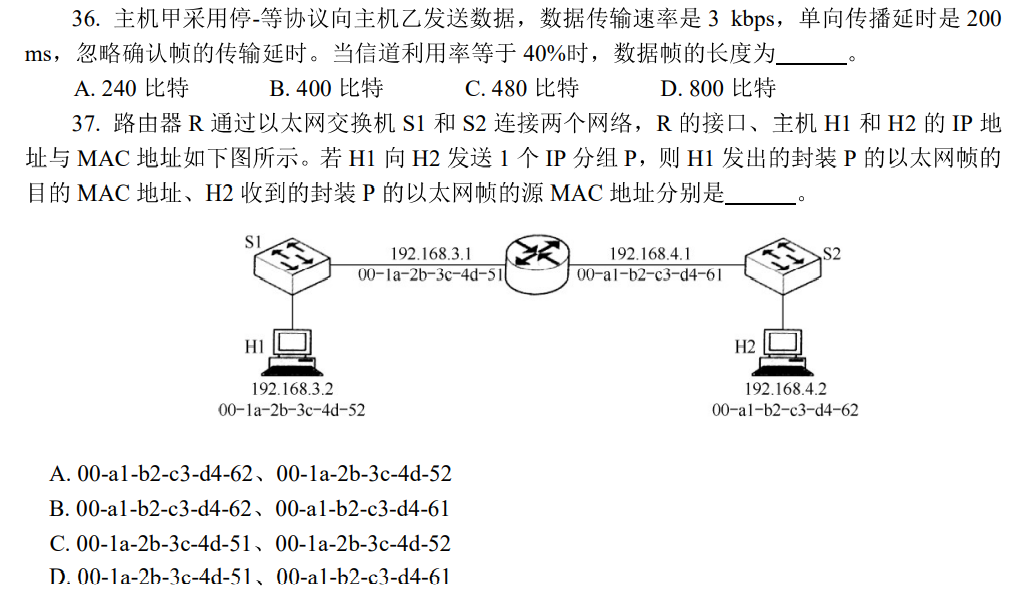 36. 主机甲采用停-等协议向主机乙发送数据，数据传输速率是 3 kbps，单向传播延时是 200
ms，忽略确认帧的传输延时。当信道利用率等于 40%时，数据帧的长度为______。
A. 240 比特 B. 400 比特 C. 480 比特 D. 800 比特
37. 路由器 R 通过以太网交换机 S1 和 S2 连接两个网络，R 的接口、主机 H1 和 H2 的 IP 地
址与 MAC 地址如下图所示。若 H1 向 H2 发送 1 个 IP 分组 P，则 H1 发出的封装 P 的以太网帧的
目的 MAC 地址、H2 收到的封装 P 的以太网帧的源 MAC 地址分别是______。
S1 192.168.3.1 192.168.4.1 S2
00-1a-2b-3c-4d-51 00-a1-b2-c3-d4-61
H1 H2
192.168.3.2 192.168.4.2
00-1a-2b-3c-4d-52 00-a1-b2-c3-d4-62
A. 00-a1-b2-c3-d4-62、00-1a-2b-3c-4d-52
B. 00-a1-b2-c3-d4-62、00-a1-b2-c3-d4-61
C. 00-1a-2b-3c-4d-51、00-1a-2b-3c-4d-52
D. 00-1a-2b-3c-4d-51、00-a1-b2-c3-d4-61